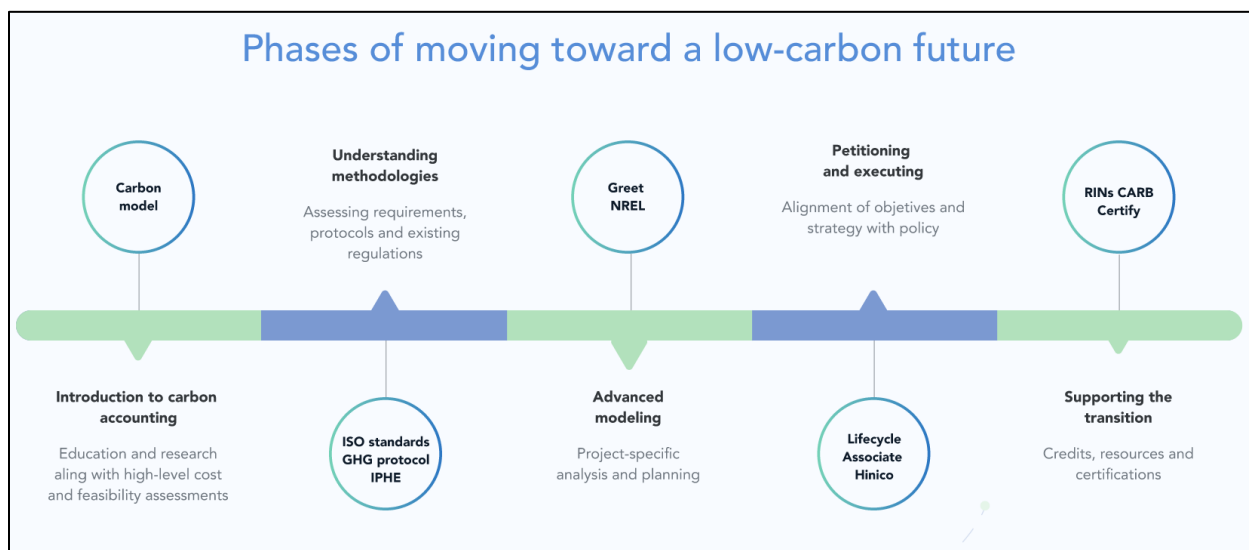 Phases of moving toward a low-carbon future
Carbon
model
Introduction to carbon
accounting
Education and research
aling with high-level cost
and feasibility assessments
Understanding
methodologies
Assessing requirements,
protocols and existing
regulations
ISO standards
GHG protocol
IPHE
Greet
NREL
Advanced
modeling
Project-specific
analysis and planning
Petitioning
and executing
Alignment of objetives and
strategy with policy
Lifecycle
Associate
Hinico
RINs CARB
Certify
Supporting the
transition
Credits, resources and
certifications